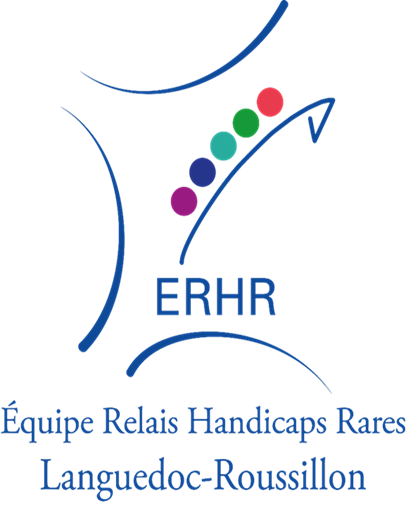 ERHR
Équipe Relais Handicaps Rares
Languedoc-Roussillon